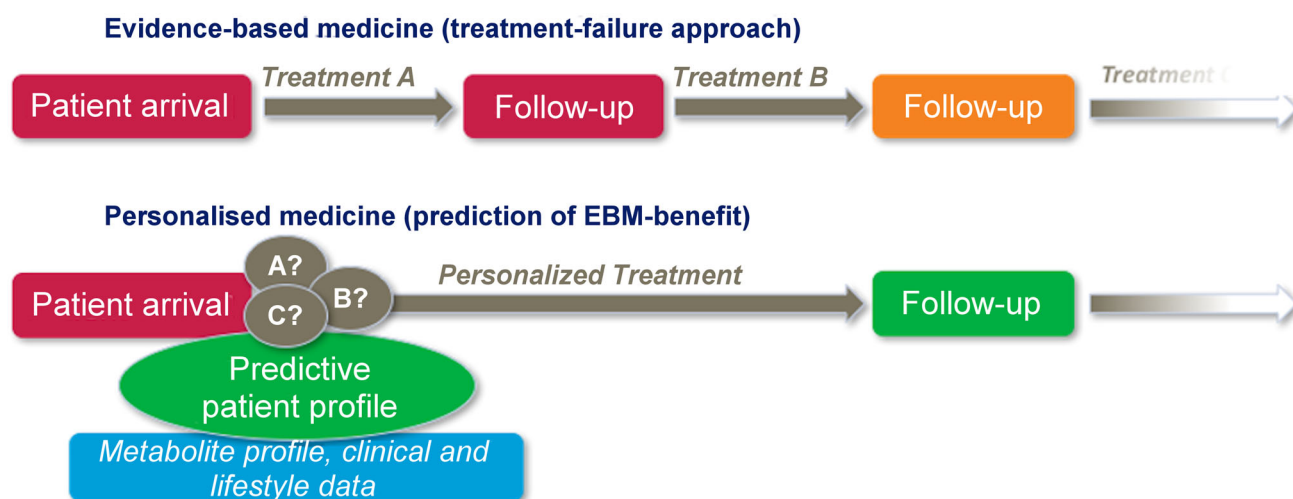 Evidence-based medicine (treatment-failure approach)
Patient arrival
Treatment A
Follow-up
Treatment B
Follow-up
Treatment
Personalised medicine (prediction of EBM-benefit)
Patient arrival
A?
B?
C?
Personalized Treatment
Follow-up
Predictive
patient profile
Metabolite profile, clinical and
lifestyle data